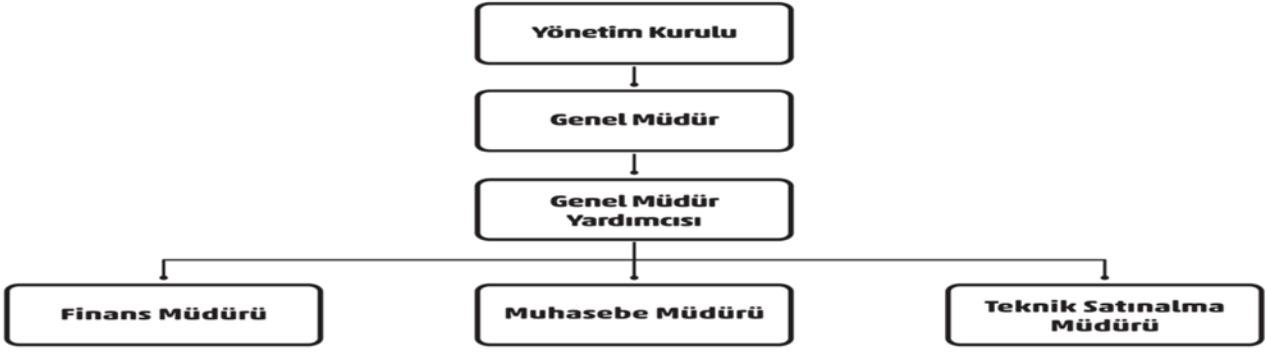 Yönetim Kurulu
Genel Müdür
Genel Müdür
Yardımcısı
Finans Müdürü
Muhasebe Müdürü
Teknik Satınalma
Müdürü